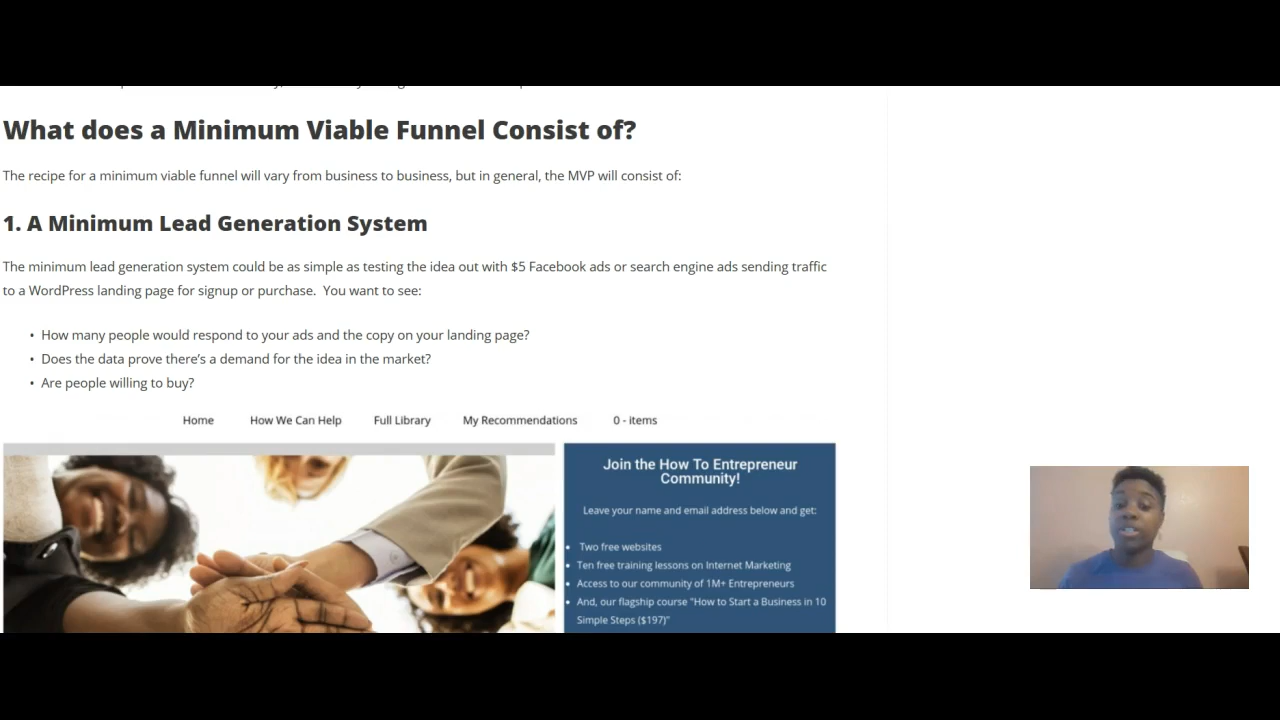 What does a Minimum Viable Funnel Consist of?
The recipe for a minimum viable funnel will vary from business to business, but in general, the MVP will consist of:
1. A Minimum Lead Generation System
The minimum lead generation system could be as simple as testing the idea out with $5 Facebook ads or search engine ads sending traffic
to a WordPress landing page for signup or purchase.  You want to see:
• How many people would respond to your ads and the copy on your landing page?
• Does the data prove there’s a demand for the idea in the market?
• Are people willing to buy?
Home How We Can Help Full Library My Recommendations 0 - items
Join the How To Entrepreneur
Community!
Leave your name and email address below and get:
• Two free websites
• Ten free training lessons on Internet Marketing
• Access to our community of 1M+ Entrepreneurs
• And, our flagship course "How to Start a Business in 10
Simple Steps ($197)"